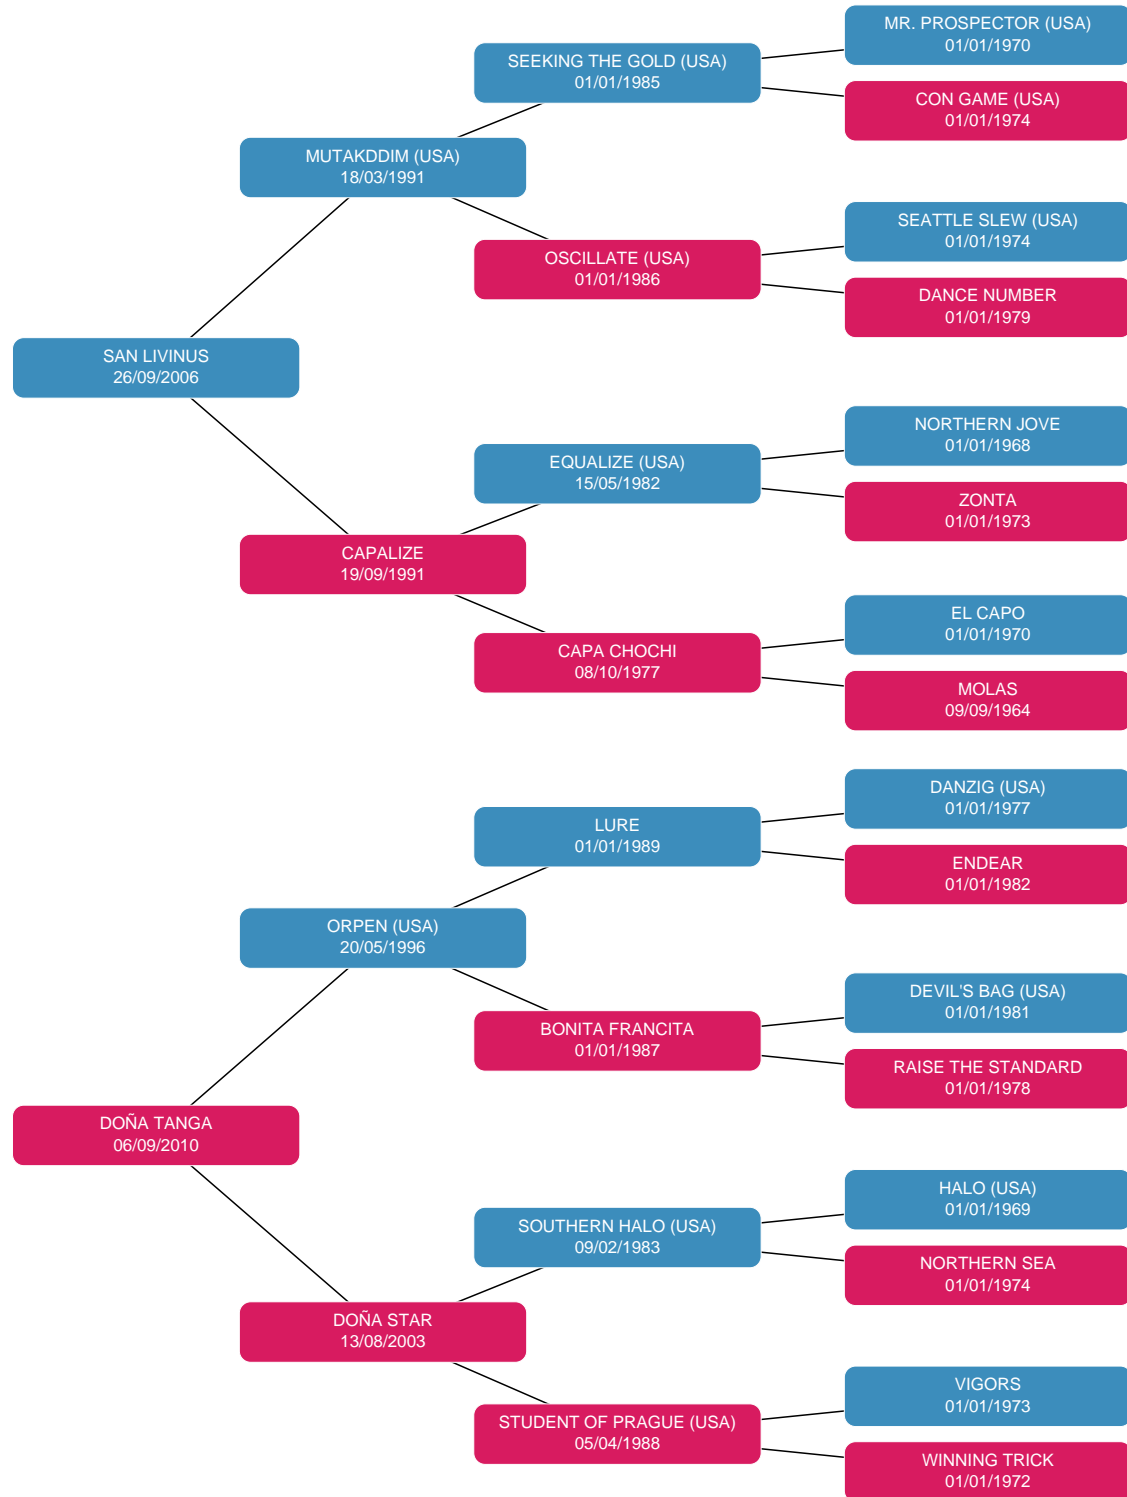 MR. PROSPECTOR (USA)
01/01/1970
SEEKING THE GOLD (USA)
01/01/1985
CON GAME (USA)
01/01/1974
MUTAKDDIM (USA)
18/03/1991
SEATTLE SLEW (USA)
01/01/1974
OSCILLATE (USA)
01/01/1986
DANCE NUMBER
01/01/1979
SAN LIVINUS
26/09/2006
NORTHERN JOVE
01/01/1968
EQUALIZE (USA)
15/05/1982
ZONTA
01/01/1973
CAPALIZE
19/09/1991
EL CAPO
01/01/1970
CAPA CHOCHI
08/10/1977
MOLAS
09/09/1964
DANZIG (USA)
01/01/1977
LURE
01/01/1989
ENDEAR
01/01/1982
ORPEN (USA)
20/05/1996
DEVIL'S BAG (USA)
01/01/1981
BONITA FRANCITA
01/01/1987
RAISE THE STANDARD
01/01/1978
DOÑA TANGA
06/09/2010
HALO (USA)
01/01/1969
SOUTHERN HALO (USA)
09/02/1983
NORTHERN SEA
01/01/1974
DOÑA STAR
13/08/2003
VIGORS
01/01/1973
STUDENT OF PRAGUE (USA)
05/04/1988
WINNING TRICK
01/01/1972